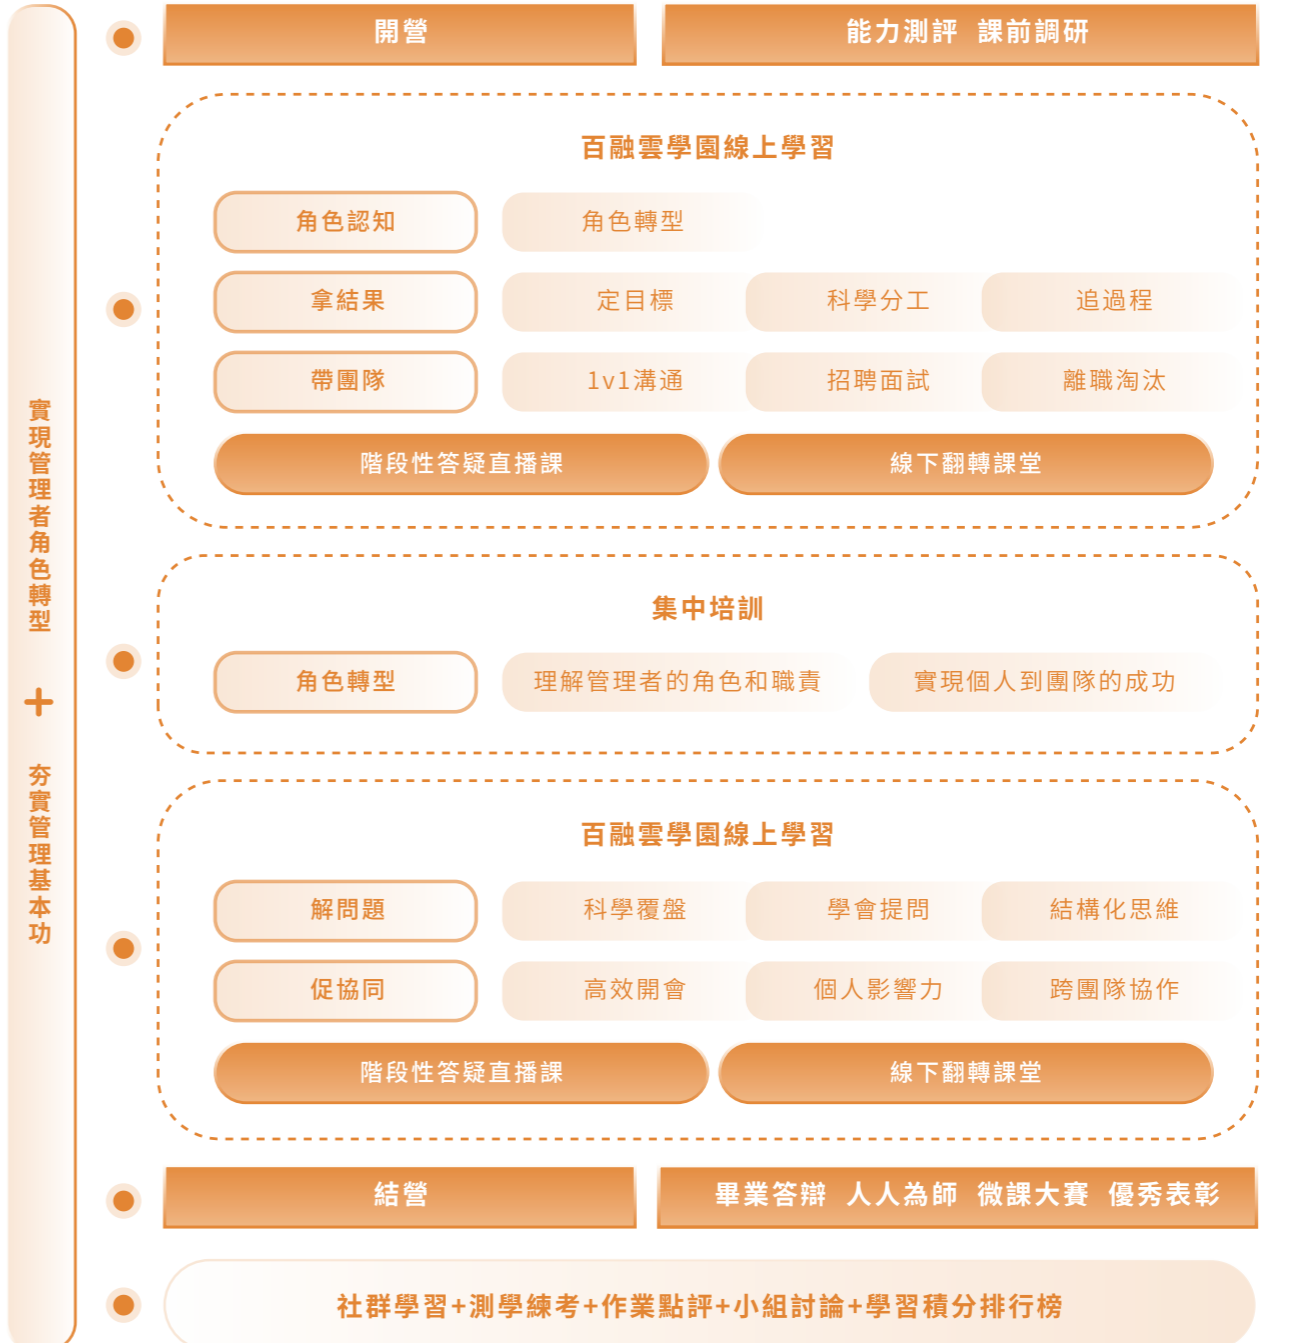 實現管理者角色轉型
+
夯實管理基本功
開營
能力測評 課前調研
百融雲學園線上學習
角色認知
角色轉型
拿結果
定目標
科學分工
追過程
帶團隊
1v1溝通
招聘面試
離職淘汰
階段性答疑直播課
線下翻轉課堂
集中培訓
角色轉型
理解管理者的角色和職責
實現個人到團隊的成功
百融雲學園線上學習
解問題
科學覆盤
學會提問
結構化思維
促協同
高效開會
個人影響力
跨團隊協作
階段性答疑直播課
線下翻轉課堂
結營
畢業答辯 人人為師 微課大賽 優秀表彰
社群學習+測學練考+作業點評+小組討論+學習積分排行榜